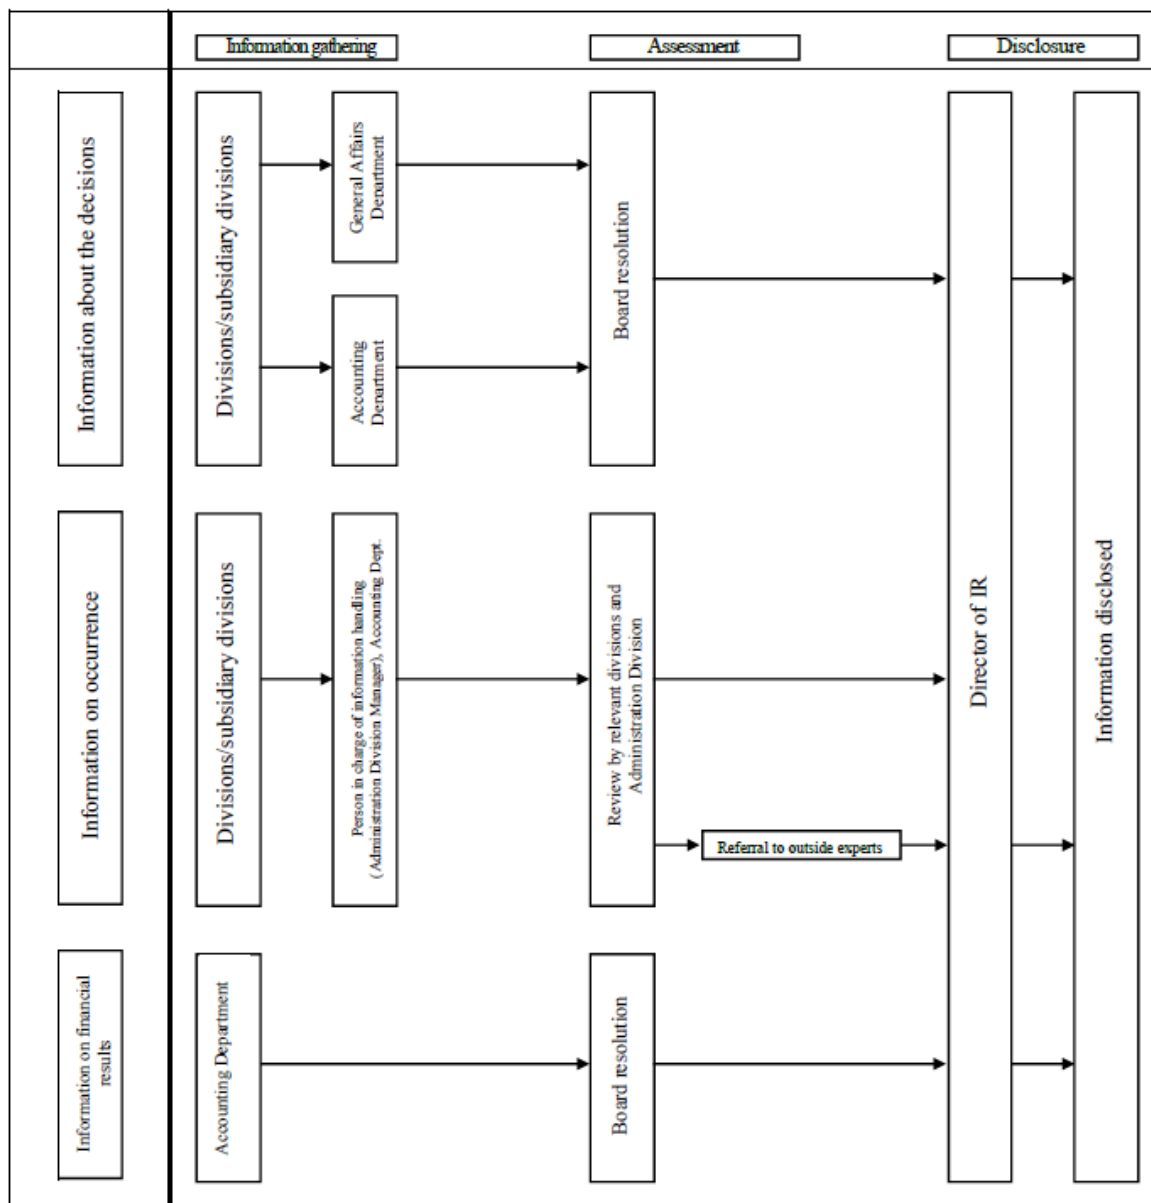 Information gathering
Assessment
Disclosure
Information about the decisions
Divisions/subsidiary divisions
General Affairs
Department
Accounting
Department
Board resolution
Information on occurrence
Divisions/subsidiary divisions
Person in charge of information handling
(Administration Division Manager), Accounting Dept.
Review by relevant divisions and
Administration Division
Referral to outside experts
Director of IR
Information disclosed
Information on financial
results
Accounting Department
Board resolution